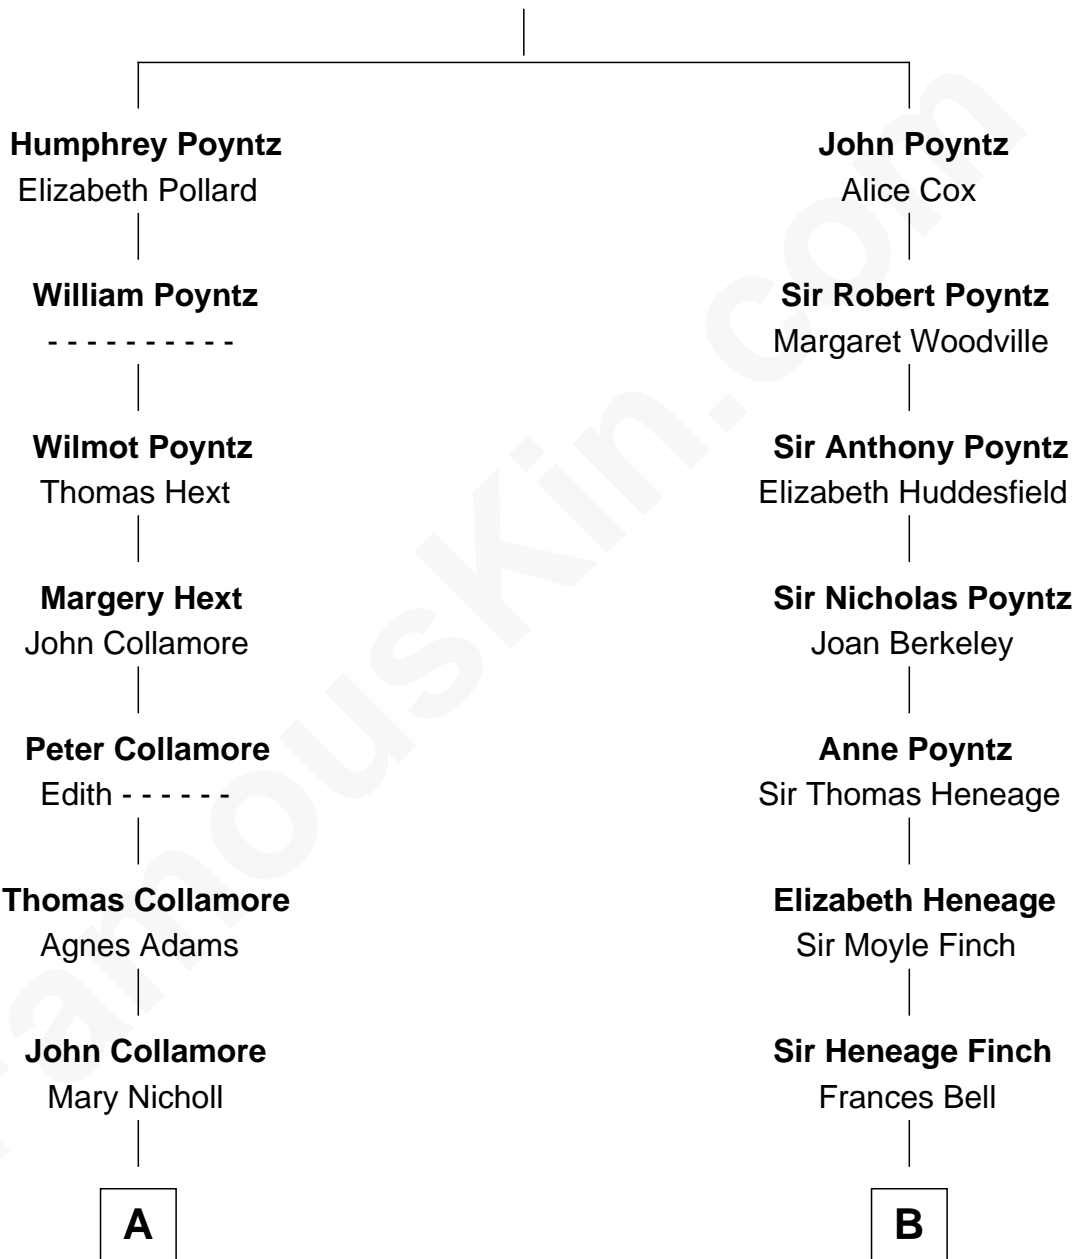 Humphrey Poyntz
Elizabeth Pollard
William Poyntz
- - - - - - - - - -
Wilmot Poyntz
Thomas Hext
Margery Hext
John Collamore
Peter Collamore
Edith - - - - - -
Thomas Collamore
Agnes Adams
John Collamore
Mary Nicholl
A
John Poyntz
Alice Cox
Sir Robert Poyntz
Margaret Woodville
Sir Anthony Poyntz
Elizabeth Huddesfield
Sir Nicholas Poyntz
Joan Berkeley
Anne Poyntz
Sir Thomas Heneage
Elizabeth Heneage
Sir Moyle Finch
Sir Heneage Finch
Frances Bell
B
FamousKin.com